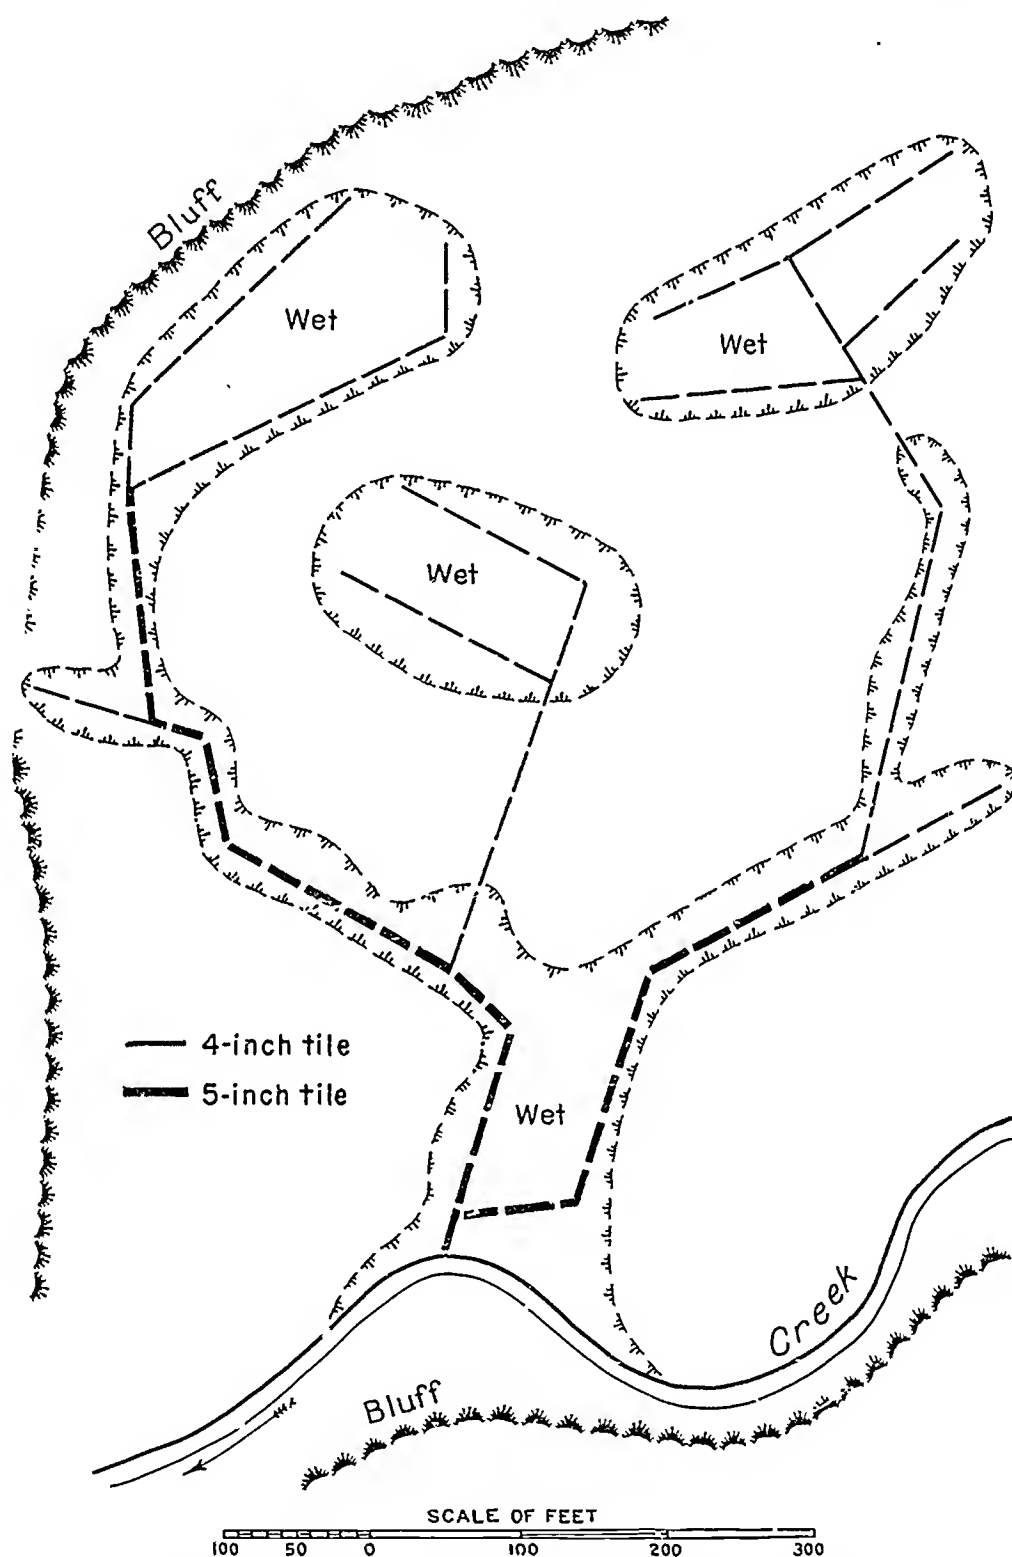 Bluff
Wet
Wet
Wet
4-inch tile
5-inch tile
Wet
Creek
Bluff
SCALE OF FEET
100 50 0 100 200 300